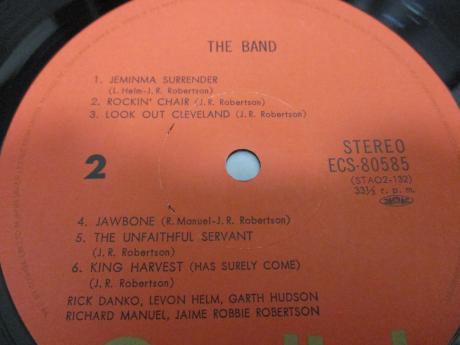 THE BAND
1. JEMINMA SURRENDER
(L. Helm-J. R. Robertson)
2. ROCKIN' CHAIR (J. R. Robertson)
3. LOOK OUT CLEVELAND (J. R. Robertson)
2
STEREO
ECS-80585
(STAO2-132)
33⅓ r. p. m.
4. JAWBONE (R. Manuel-J. R. Robertson)
5. THE UNFAITHFUL SERVANT
(J. R. Robertson)
6. KING HARVEST (HAS SURELY COME)
(J. R. Robertson)
RICK DANKO, LEVON HELM, GARTH HUDSON
RICHARD MANUEL, JAIME ROBBIE ROBERTSON